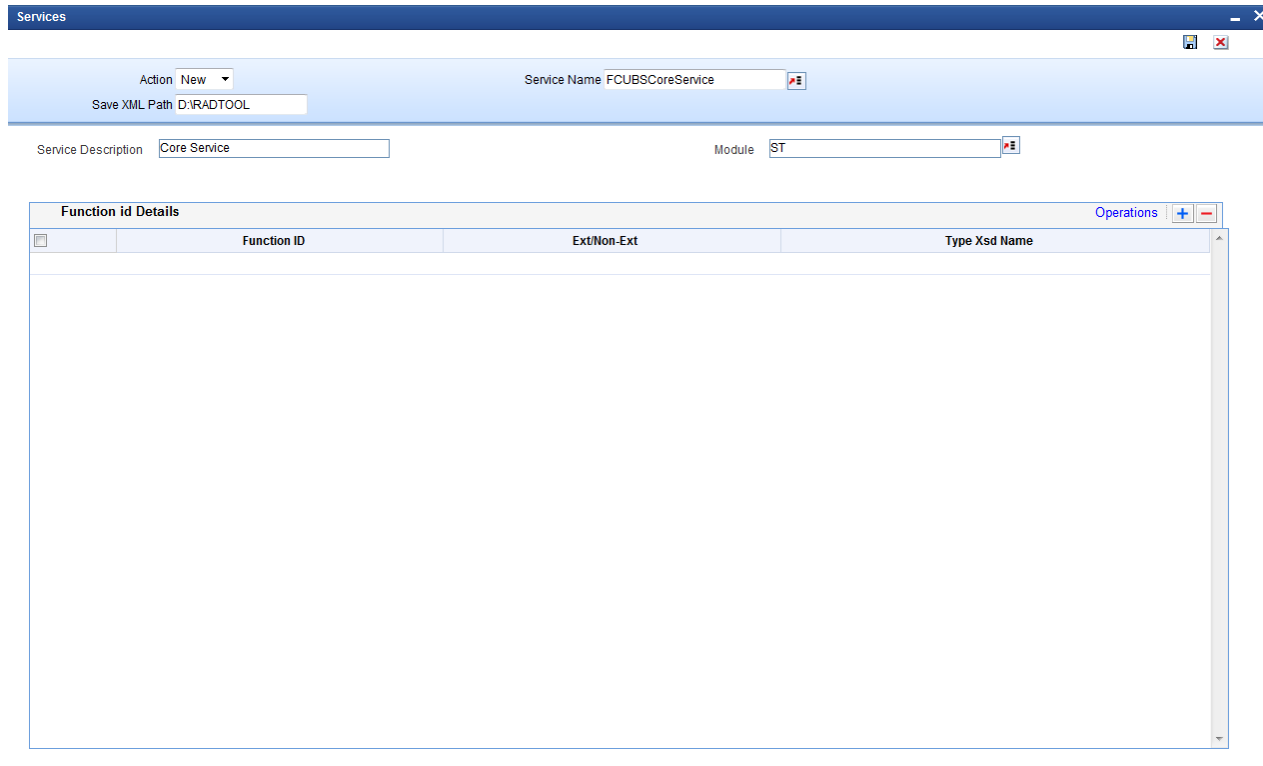 Services
Action New Service Name FCUBSCoreService
Save XML Path D:\RADTOOL
Service Description Core Service Module ST
Function id Details Operations
Function ID Ext/Non-Ext Type Xsd Name